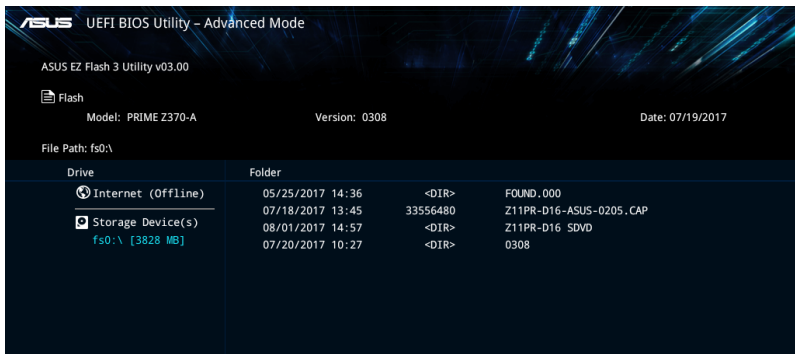 ASUS UEFI BIOS Utility – Advanced Mode
ASUS EZ Flash 3 Utility v03.00
Flash
Model: PRIME Z370-A Version: 0308 Date: 07/19/2017
File Path: fs0:\
Drive Folder
Internet (Offline) 05/25/2017 14:36 <DIR> FOUND.000
07/18/2017 13:45 33556480 Z11PR-D16-ASUS-0205.CAP
Storage Device(s) 08/01/2017 14:57 <DIR> Z11PR-D16 SDVD
fs0:\ [3828 MB] 07/20/2017 10:27 <DIR> 0308